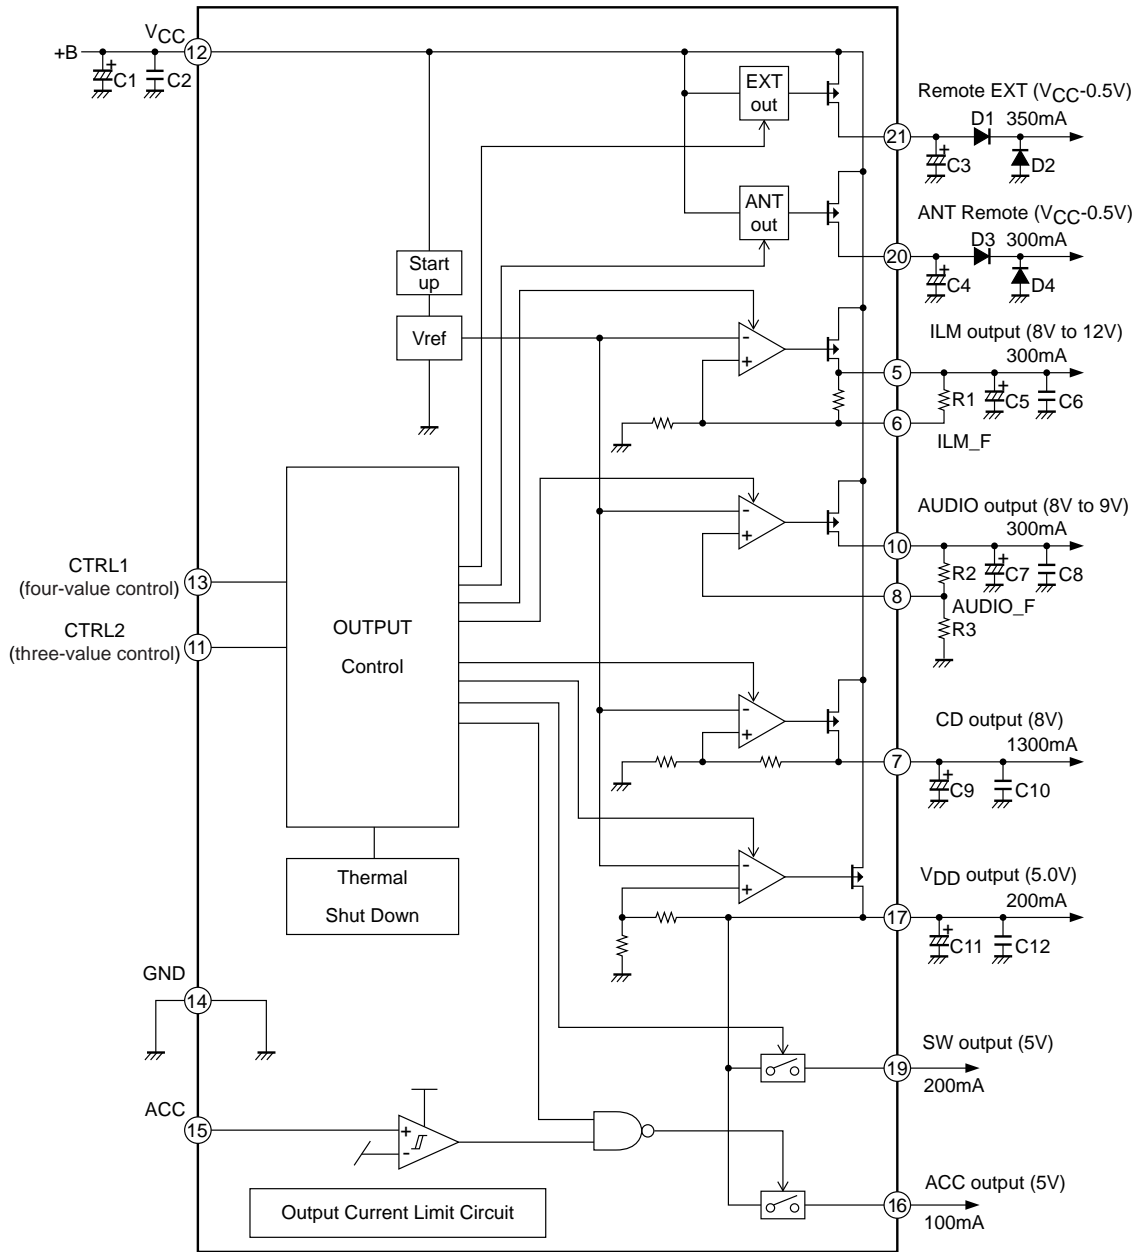 VCC
+B
12
C1
C2
EXT
out
Remote EXT (VCC-0.5V)
D1
350mA
21
+
C3
D2
ANT
out
ANT Remote (VCC-0.5V)
D3
300mA
20
+
C4
D4
Start
up
Vref
-
+
ILM output (8V to 12V)
300mA
5
R1
+
C5
C6
6
ILM_F
-
+
AUDIO output (8V to 9V)
300mA
10
R2
+
C7
C8
8
AUDIO_F
R3
CTRL1
(four-value control)
13
CTRL2
(three-value control)
11
OUTPUT
Control
-
+
CD output (8V)
1300mA
7
+
C9
C10
Thermal
Shut Down
-
+
VDD output (5.0V)
200mA
17
+
C11
C12
GND
14
SW output (5V)
19
200mA
ACC
15
+
-
ACC output (5V)
16
100mA
Output Current Limit Circuit